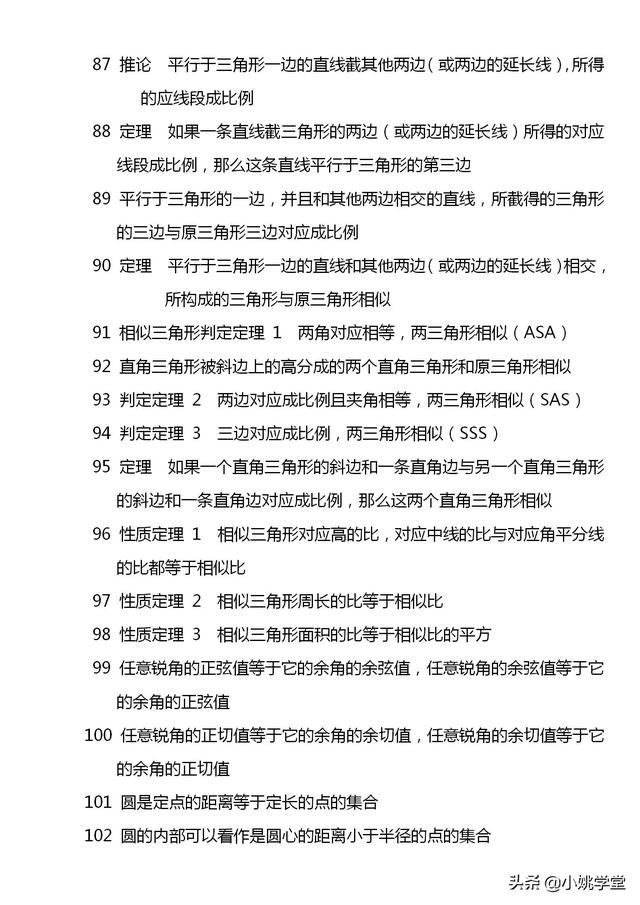 87 推论 平行于三角形一边的直线截其他两边(或两边的延长线),所得
的应线段成比例
88 定理 如果一条直线截三角形的两边(或两边的延长线)所得的对应
线段成比例,那么这条直线平行于三角形的第三边
89 平行于三角形的一边,并且和其他两边相交的直线,所截得的三角形
的三边与原三角形三边对应成比例
90 定理 平行于三角形一边的直线和其他两边(或两边的延长线)相交,
所构成的三角形与原三角形相似
91 相似三角形判定定理 1 两角对应相等,两三角形相似(ASA)
92 直角三角形被斜边上的高分成的两个直角三角形和原三角形相似
93 判定定理 2 两边对应成比例且夹角相等,两三角形相似(SAS)
94 判定定理 3 三边对应成比例,两三角形相似(SSS)
95 定理 如果一个直角三角形的斜边和一条直角边与另一个直角三角形
的斜边和一条直角边对应成比例,那么这两个直角三角形相似
96 性质定理 1 相似三角形对应高的比,对应中线的比与对应角平分线
的比都等于相似比
97 性质定理 2 相似三角形周长的比等于相似比
98 性质定理 3 相似三角形面积的比等于相似比的平方
99 任意锐角的正弦值等于它的余角的余弦值,任意锐角的余弦值等于它
的余角的正弦值
100 任意锐角的正切值等于它的余角的余切值,任意锐角的余切值等于它
的余角的正切值
101 圆是定点的距离等于定长的点的集合
102 圆的内部可以看作是圆心的距离小于半径的点的集合
头条 @小姚学堂